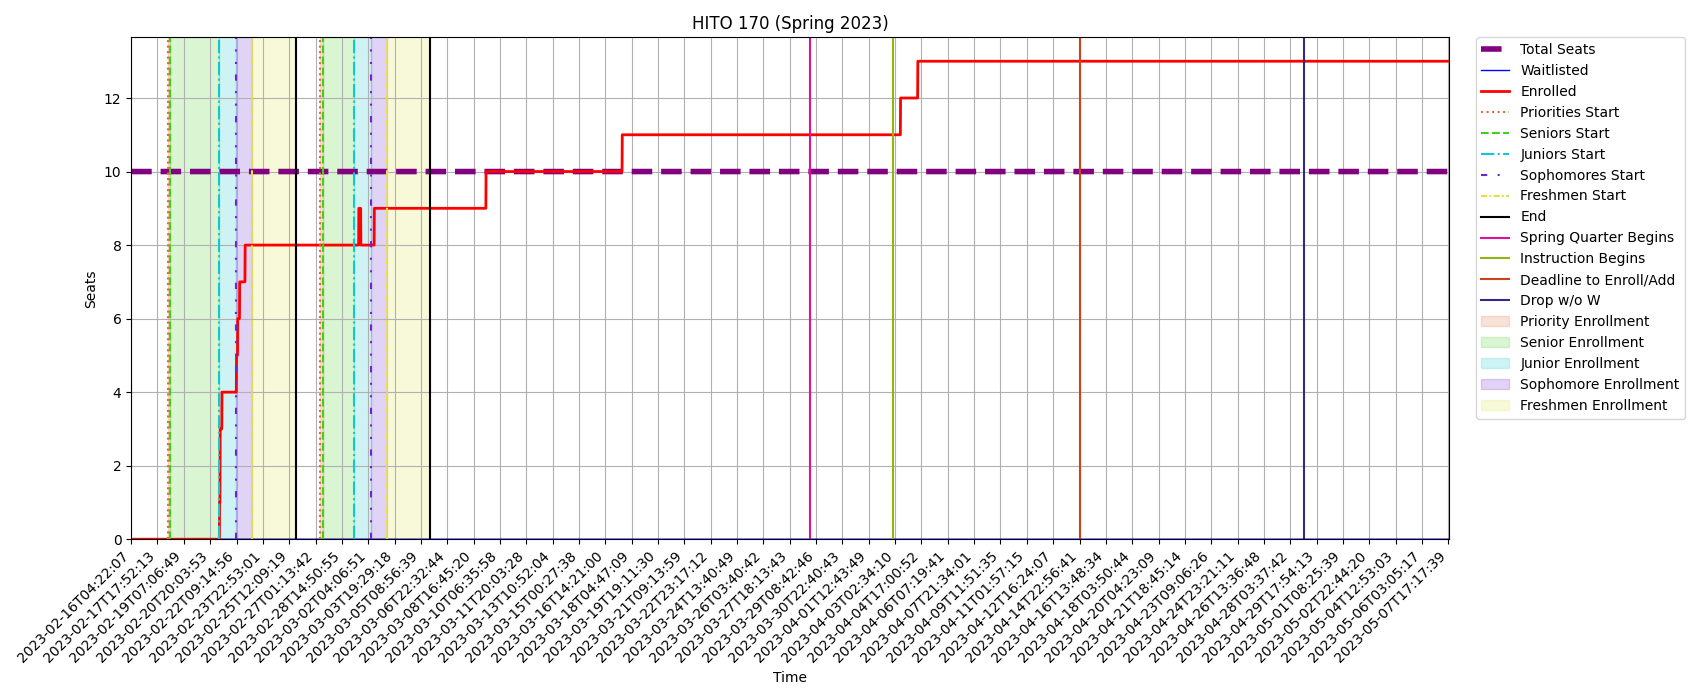 HITO 170 (Spring 2023)
Seats
12
10
8
6
4
2
0
2023-02-16T04:22:07
2023-02-17T17:52:13
2023-02-19T07:06:49
2023-02-20T20:03:53
2023-02-22T09:14:56
2023-02-23T22:53:01
2023-02-25T12:09:19
2023-02-27T01:13:42
2023-02-28T14:50:55
2023-03-02T04:06:51
2023-03-03T19:29:18
2023-03-05T08:56:39
2023-03-06T22:32:44
2023-03-08T16:45:20
2023-03-10T06:35:58
2023-03-11T20:03:28
2023-03-13T10:52:04
2023-03-15T00:27:38
2023-03-16T14:21:00
2023-03-18T04:47:09
2023-03-19T19:11:30
2023-03-21T09:13:59
2023-03-22T23:17:12
2023-03-24T13:40:49
2023-03-26T03:40:42
2023-03-27T18:13:43
2023-03-29T08:42:46
2023-03-30T22:40:43
2023-04-01T12:43:49
2023-04-03T02:34:10
2023-04-04T17:00:52
2023-04-06T07:19:41
2023-04-07T21:34:01
2023-04-09T11:51:35
2023-04-11T01:57:15
2023-04-12T16:24:07
2023-04-14T22:56:41
2023-04-16T13:48:34
2023-04-18T03:50:44
2023-04-20T04:23:09
2023-04-21T18:45:14
2023-04-23T09:06:26
2023-04-24T23:21:11
2023-04-26T13:36:48
2023-04-28T03:37:42
2023-04-29T17:54:13
2023-05-01T08:25:39
2023-05-02T22:44:20
2023-05-04T12:53:03
2023-05-06T03:05:17
2023-05-07T17:17:39
Time
Total Seats
Waitlisted
Enrolled
Priorities Start
Seniors Start
Juniors Start
Sophomores Start
Freshmen Start
End
Spring Quarter Begins
Instruction Begins
Deadline to Enroll/Add
Drop w/o W
Priority Enrollment
Senior Enrollment
Junior Enrollment
Sophomore Enrollment
Freshmen Enrollment